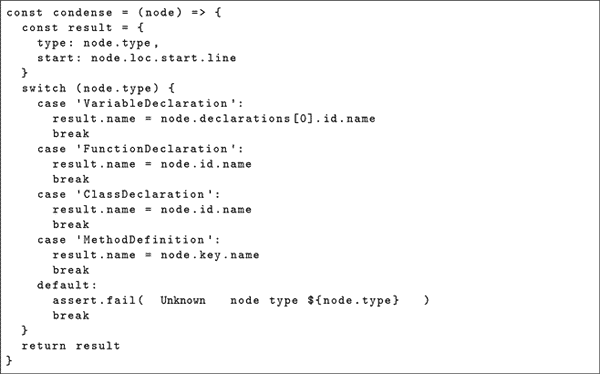 const condense = (node) => {
  const result = {
    type: node.type,
    start: node.loc.start.line
  }
  switch (node.type) {
    case 'VariableDeclaration':
      result.name = node.declarations[0].id.name
      break
    case 'FunctionDeclaration':
      result.name = node.id.name
      break
    case 'ClassDeclaration':
      result.name = node.id.name
      break
    case 'MethodDefinition':
      result.name = node.key.name
      break
    default:
      assert.fail(  Unknown   node type ${node.type}   )
      break
  }
  return result
}